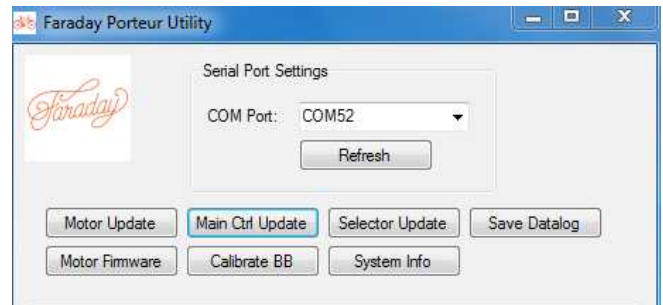 Faraday Porteur Utility
Faraday
Serial Port Settings
COM Port: COM52
Refresh
Motor Update Main Ctrl Update Selector Update Save Datalog
Motor Firmware Calibrate BB System Info